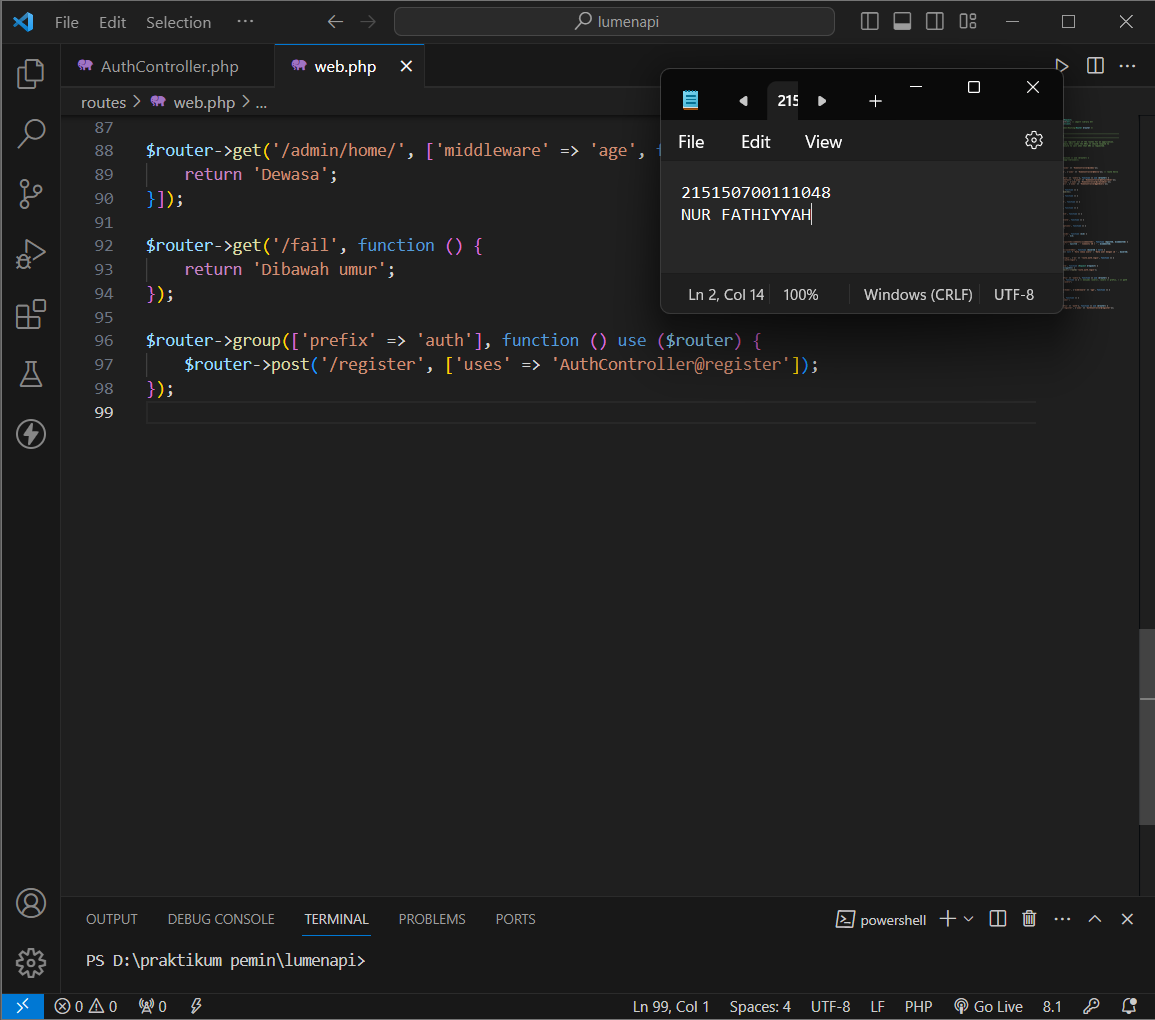 File Edit Selection ··· lumenapi
AuthController.php web.php
routes > web.php > ...
87
88 $router->get('/admin/home/', ['middleware' => 'age', f
89 return 'Dewasa';
90 }]);
91
92 $router->get('/fail', function () {
93 return 'Dibawah umur';
94 });
95
96 $router->group(['prefix' => 'auth'], function () use ($router) {
97 $router->post('/register', ['uses' => 'AuthController@register']);
98 });
99
215
File Edit View
215150700111048
NUR FATHIYYAH
Ln 2, Col 14 100% Windows (CRLF) UTF-8
OUTPUT DEBUG CONSOLE TERMINAL PROBLEMS PORTS powershell
PS D:\praktikum pemin\lumenapi>
0 0 0 Ln 99, Col 1 Spaces: 4 UTF-8 LF PHP Go Live 8.1